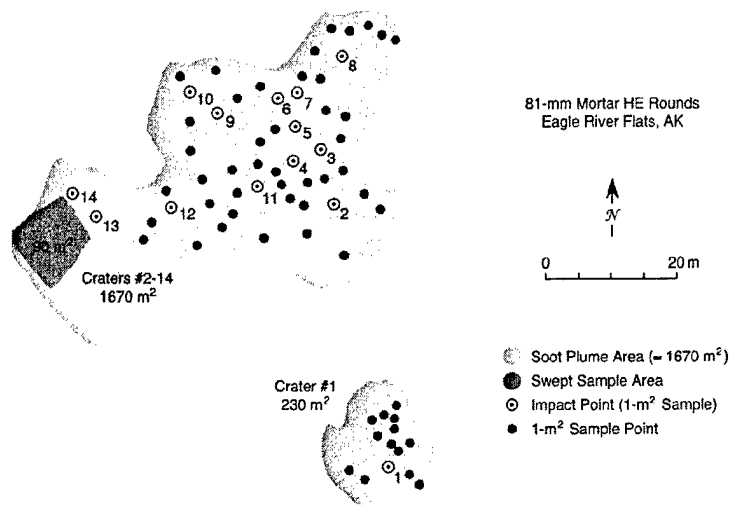 81-mm Mortar HE Rounds
Eagle River Flats, AK
N
0 20 m
8
10
6
7
9
5
3
4
11
14
12
2
13
90 m²
Craters #2-14
1670 m²
Crater #1
230 m²
1
Soot Plume Area (= 1670 m²)
Swept Sample Area
Impact Point (1-m² Sample)
1-m² Sample Point